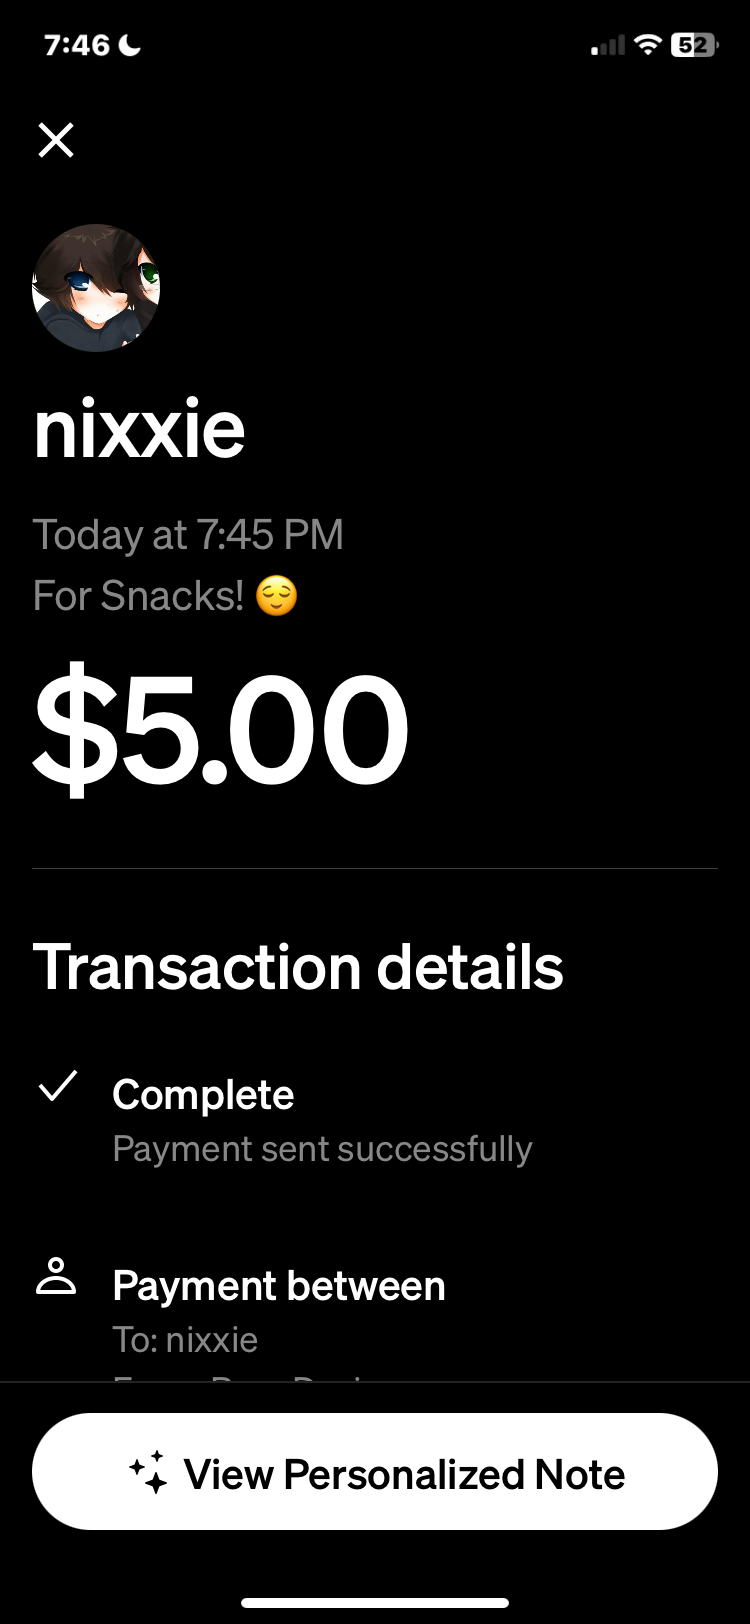 7:46
52
nixxie
Today at 7:45 PM
For Snacks! 😌
$5.00
Transaction details
Complete
Payment sent successfully
Payment between
To: nixxie
View Personalized Note